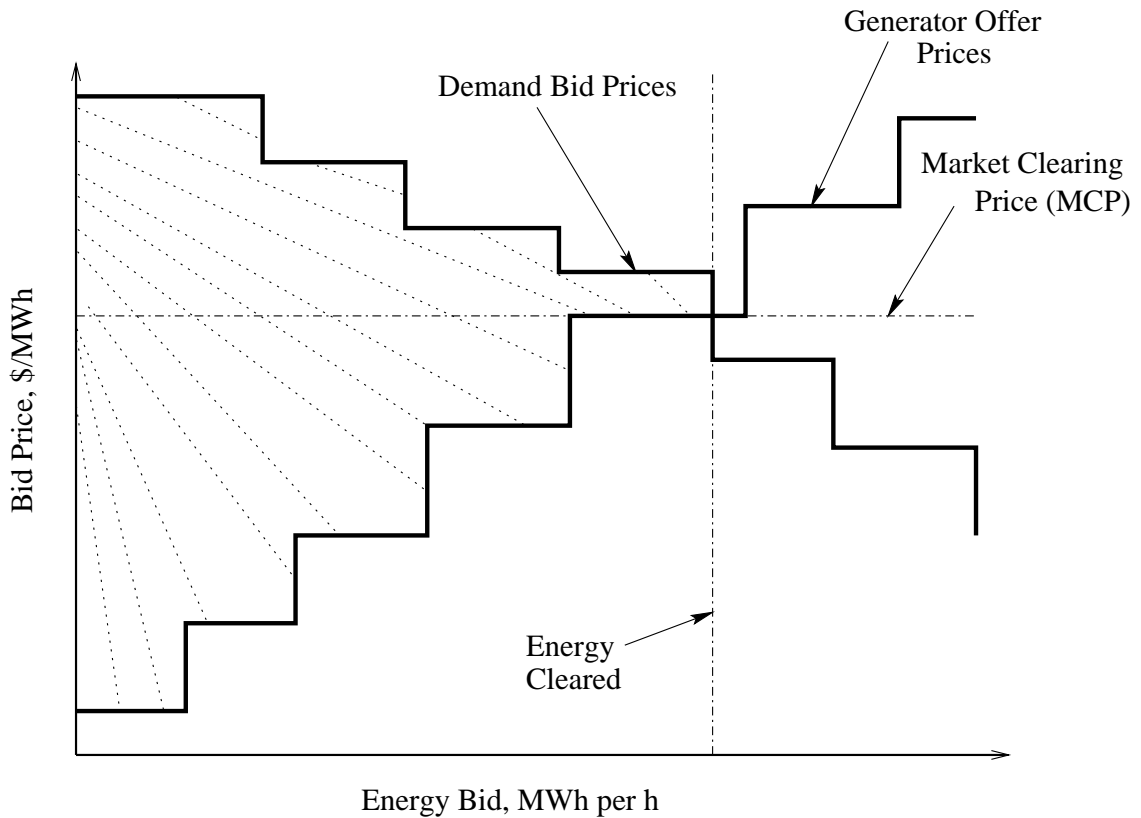 Generator Offer
Prices
Demand Bid Prices
Market Clearing
Price (MCP)
Bid Price, $/MWh
Energy
Cleared
Energy Bid, MWh per h